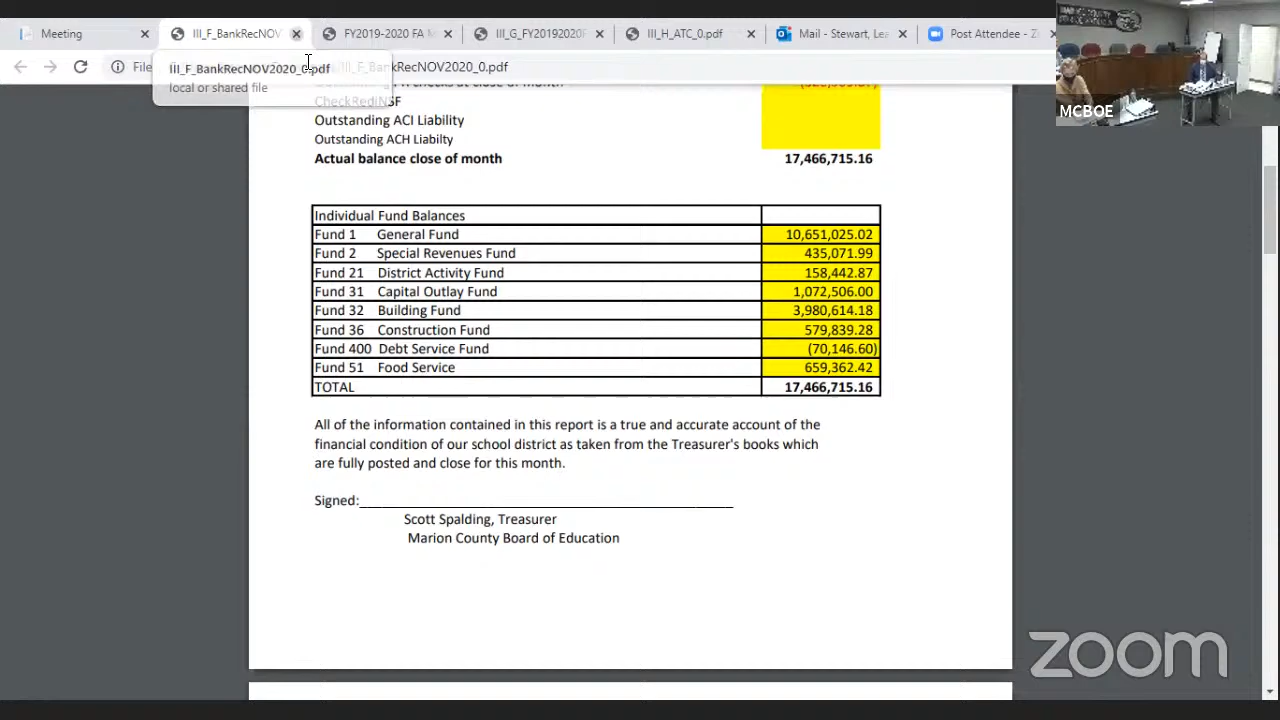 Meeting
III_F_BankRecNOV
FY2019-2020 FA M
III_G_FY20192020F
III_H_ATC_0.pdf
Mail - Stewart, Lea
Post Attendee - Zo
File
III_F_BankRecNOV2020_0.pdf
III_F_BankRecNOV2020_0.pdf
local or shared file
MCBOE
CheckRediNSF
Outstanding ACI Liability
Outstanding ACH Liabilty
Actual balance close of month 17,466,715.16
Individual Fund Balances
Fund 1 General Fund 10,651,025.02
Fund 2 Special Revenues Fund 435,071.99
Fund 21 District Activity Fund 158,442.87
Fund 31 Capital Outlay Fund 1,072,506.00
Fund 32 Building Fund 3,980,614.18
Fund 36 Construction Fund 579,839.28
Fund 400 Debt Service Fund (70,146.60)
Fund 51 Food Service 659,362.42
TOTAL 17,466,715.16
All of the information contained in this report is a true and accurate account of the
financial condition of our school district as taken from the Treasurer's books which
are fully posted and close for this month.
Signed:
Scott Spalding, Treasurer
Marion County Board of Education
zoom